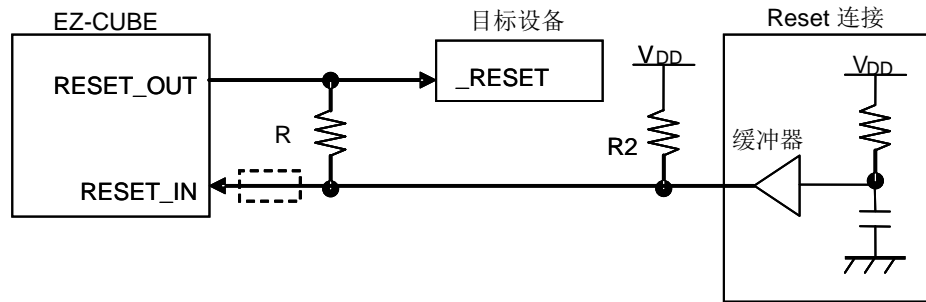 EZ-CUBE
目标设备
Reset 连接
RESET_OUT
_RESET
VDD
VDD
R
R2
缓冲器
RESET_IN